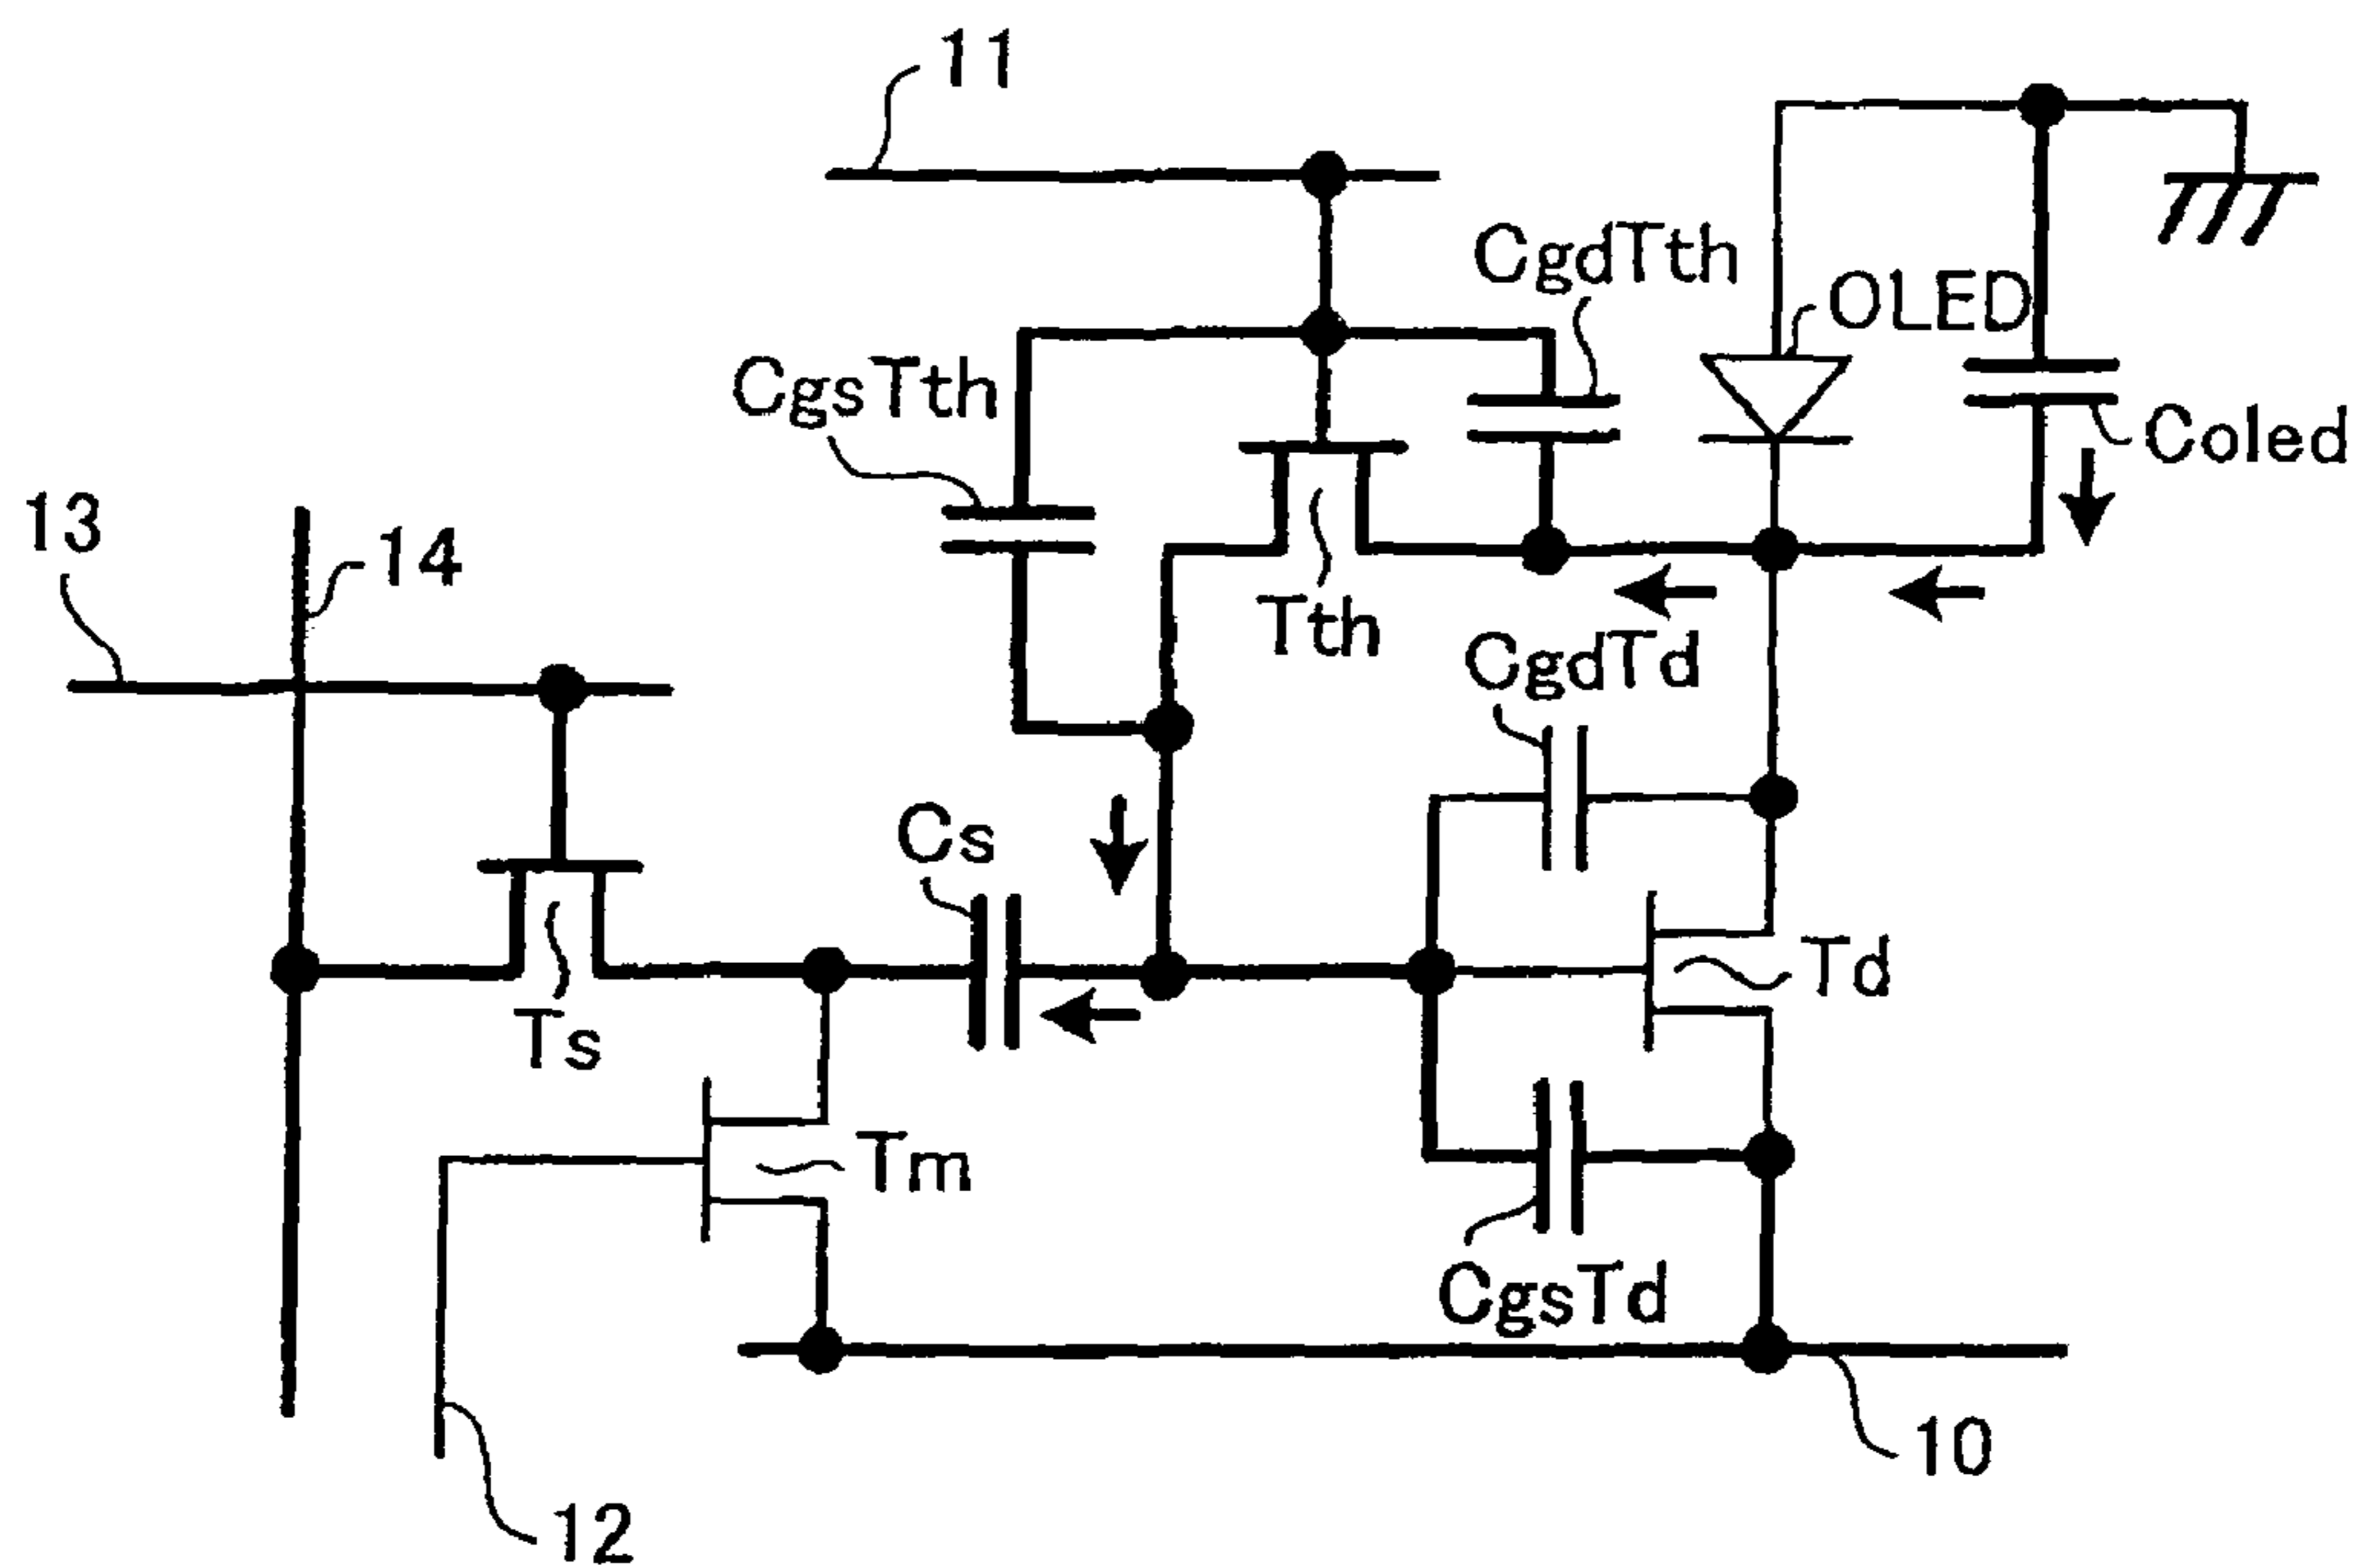 11
CgdTth
OLED
CgsTth
Coled
13
14
Tth
CgdTd
Cs
Td
Ts
Tm
CgsTd
10
12